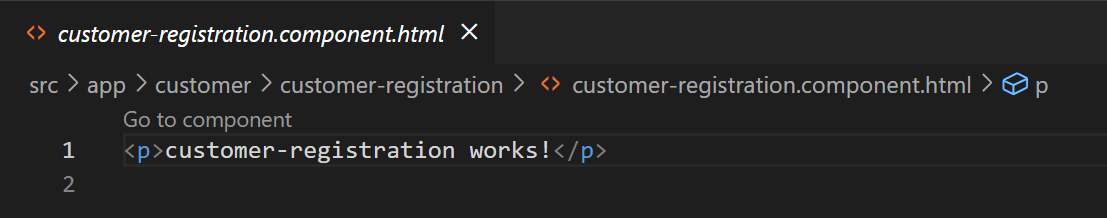 customer-registration.component.html
src > app > customer > customer-registration > customer-registration.component.html > p
Go to component
1 <p>customer-registration works!</p>
2